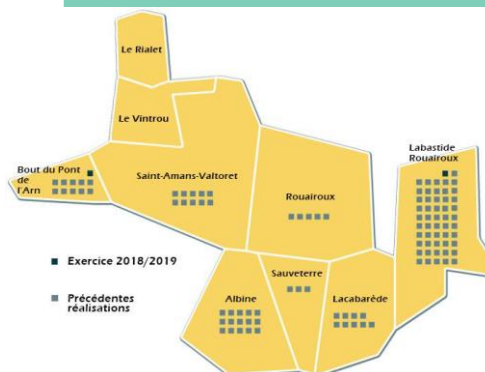 Le Rialet
Le Vintrou
Bout du Pont
de
l'Arn
Saint-Amans-Valtoret
Rouairoux
Labastide
Rouairoux
Exercice 2018/2019
Précédentes
réalisations
Sauveterre
Albine
Lacabarède